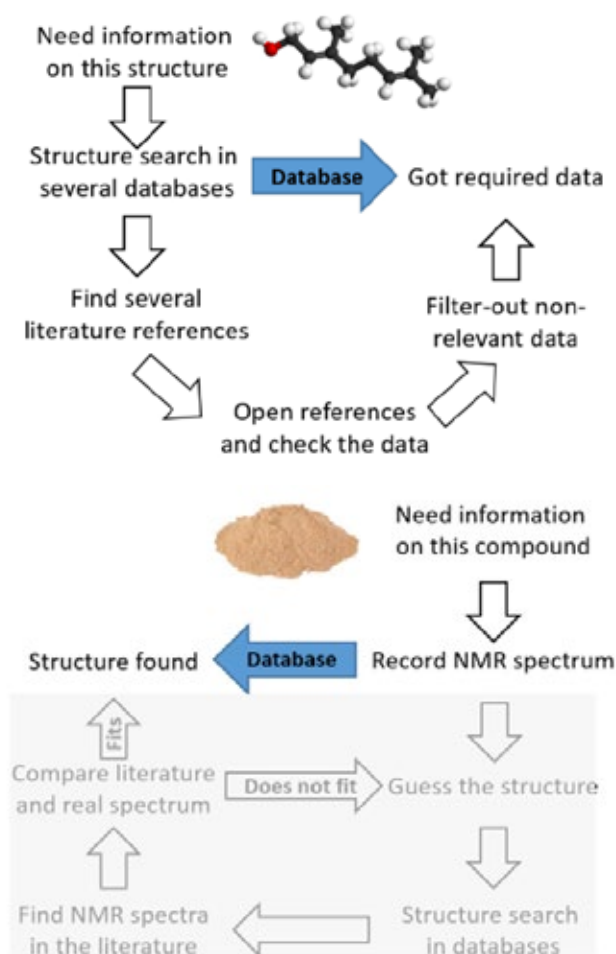 Need information
on this structure
Structure search in
several databases
Database
Got required data
Find several
literature references
Filter-out non-
relevant data
Open references
and check the data
Need information
on this compound
Structure found
Database
Record NMR spectrum
Fits
Compare literature
and real spectrum
Does not fit
Guess the structure
Find NMR spectra
in the literature
Structure search
in databases